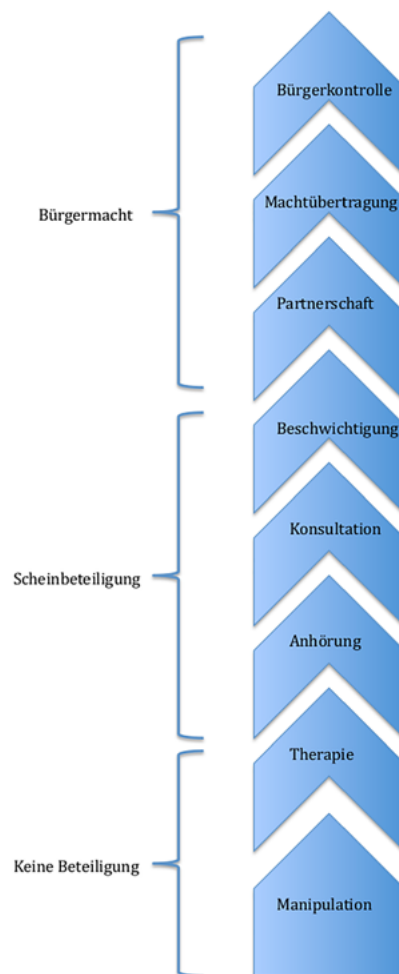 Bürgerkontrolle
Machtübertragung
Bürgermacht
Partnerschaft
Beschwichtigung
Konsultation
Scheinbeteiligung
Anhörung
Therapie
Keine Beteiligung
Manipulation